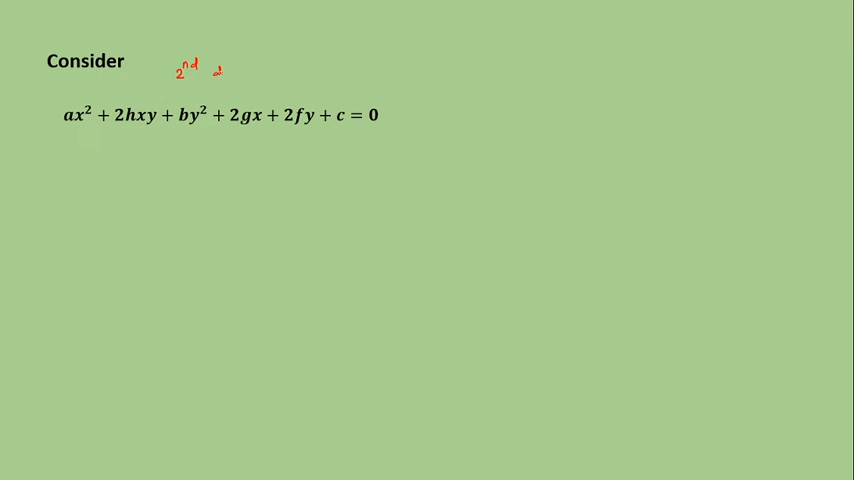 Consider
2nd d
ax² + 2hxy + by² + 2gx + 2fy + c = 0